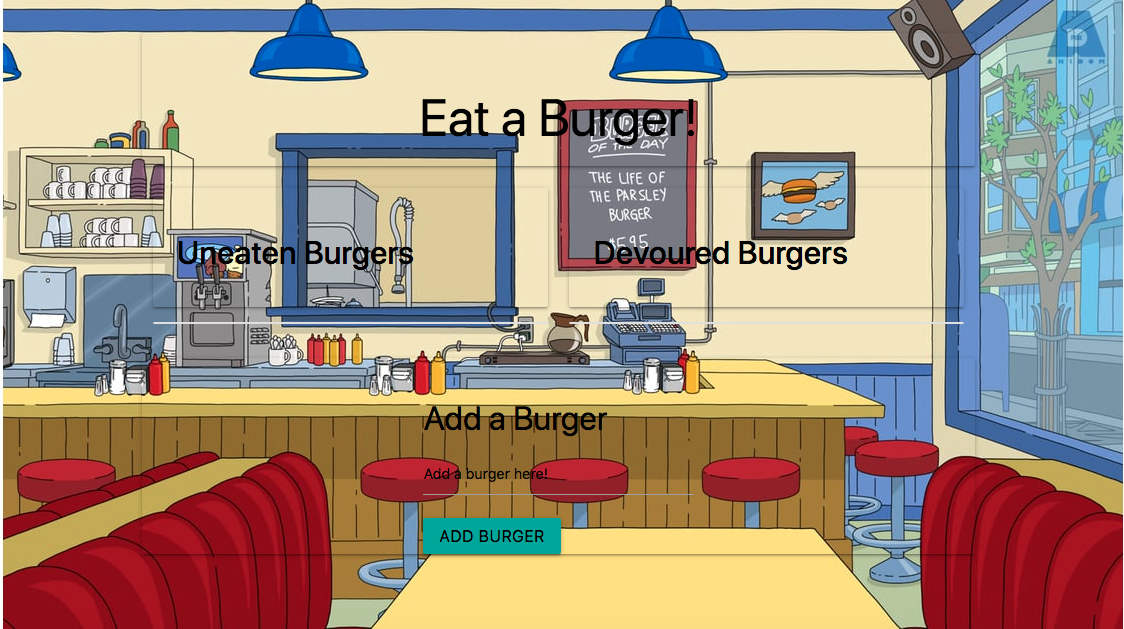 Eat a Burger!
BURGER
OF THE DAY
THE LIFE OF
THE PARSLEY
BURGER
$5.95
Uneaten Burgers
Devoured Burgers
Add a Burger
Add a burger here!
ADD BURGER